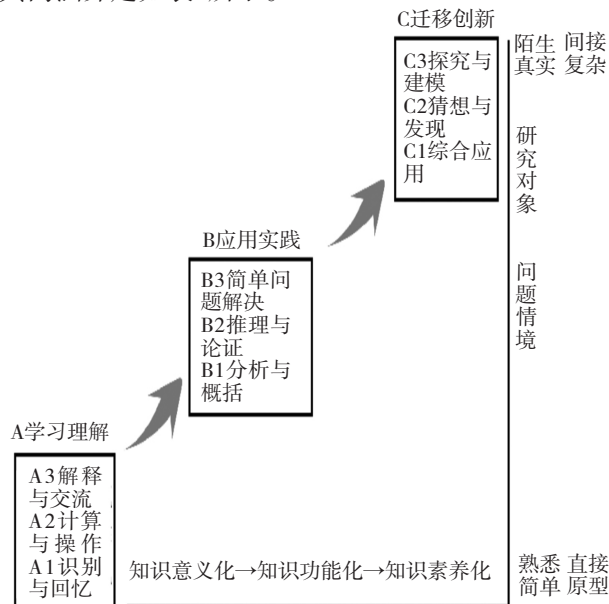 C迁移创新
C3探究与
建模
C2猜想与
发现
C1综合应
用
陌生 间接
真实 复杂
研
究
对
象
B应用实践
B3简单问
题解决
B2推理与
论证
B1分析与
概括
问
题
情
境
A学习理解
A3解释
与交流
A2计算
与操作
A1识别
与回忆
知识意义化→知识功能化→知识素养化
熟悉 直接
简单 原型